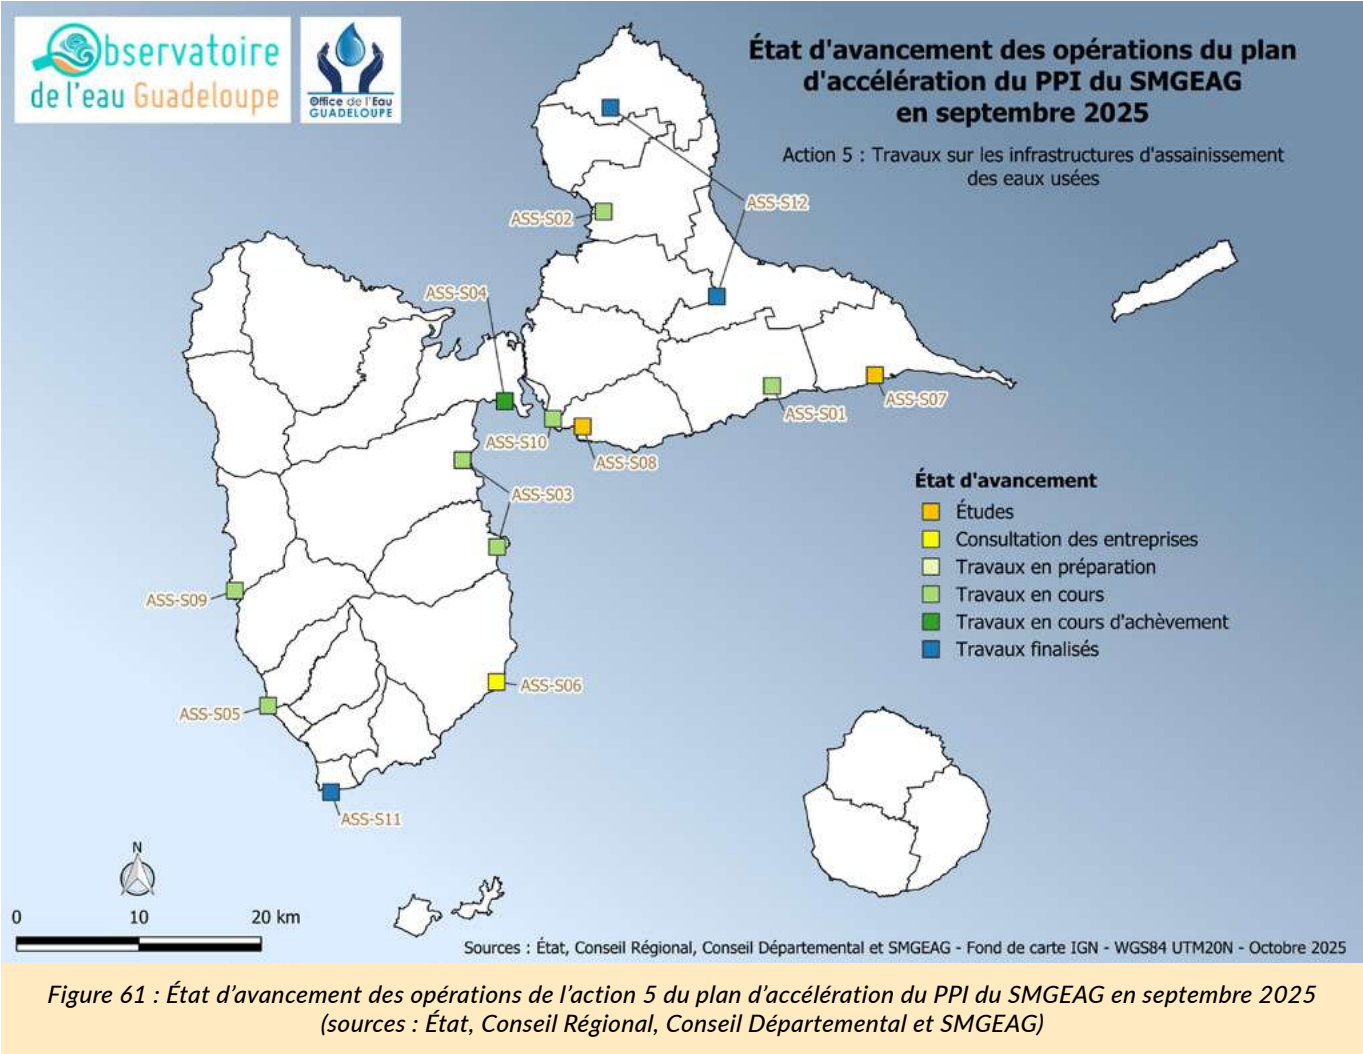 Observatoire
de l'eau Guadeloupe
Office de l'Eau
GUADELOUPE
État d'avancement des opérations du plan
d'accélération du PPI du SMGEAG
en septembre 2025
Action 5 : Travaux sur les infrastructures d'assainissement
des eaux usées
ASS-S12
ASS-S02
ASS-S04
ASS-S07
ASS-S01
ASS-S10
ASS-S08
ASS-S03
ASS-S09
ASS-S06
ASS-S05
ASS-S11
État d'avancement
Études
Consultation des entreprises
Travaux en préparation
Travaux en cours
Travaux en cours d'achèvement
Travaux finalisés
N
0 10 20 km
Sources : État, Conseil Régional, Conseil Départemental et SMGEAG - Fond de carte IGN - WGS84 UTM20N - Octobre 2025
Figure 61 : État d’avancement des opérations de l’action 5 du plan d’accélération du PPI du SMGEAG en septembre 2025
(sources : État, Conseil Régional, Conseil Départemental et SMGEAG)